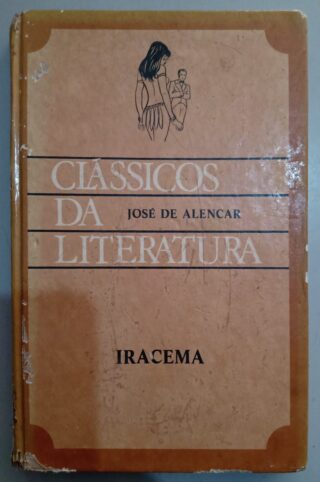 CLÁSSICOS
DA JOSÉ DE ALENCAR
LITERATURA
IRACEMA